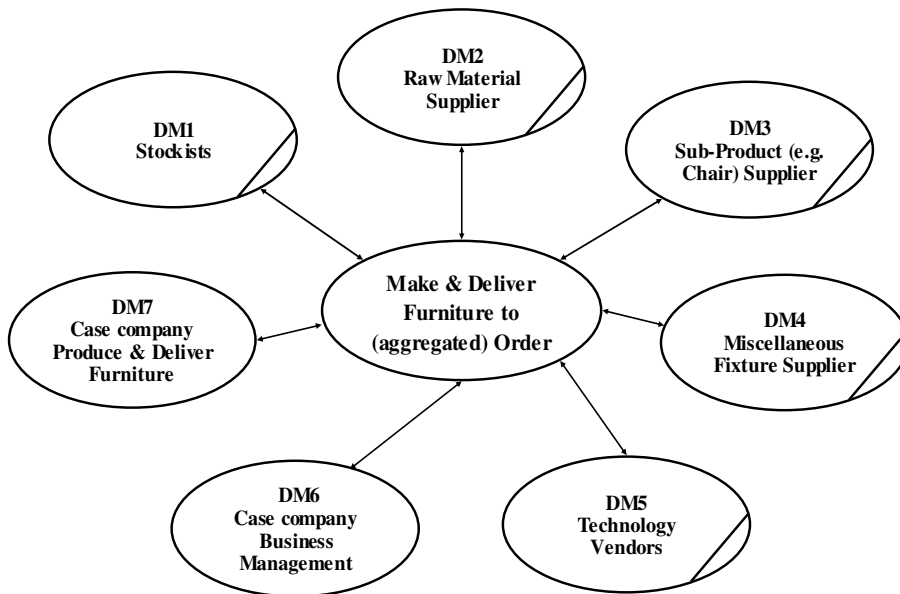 DM2
Raw Material
Supplier
DM1
Stockists
DM3
Sub-Product (e.g.
Chair) Supplier
Make & Deliver
Furniture to
(aggregated) Order
DM7
Case company
Produce & Deliver
Furniture
DM4
Miscellaneous
Fixture Supplier
DM6
Case company
Business
Management
DM5
Technology
Vendors